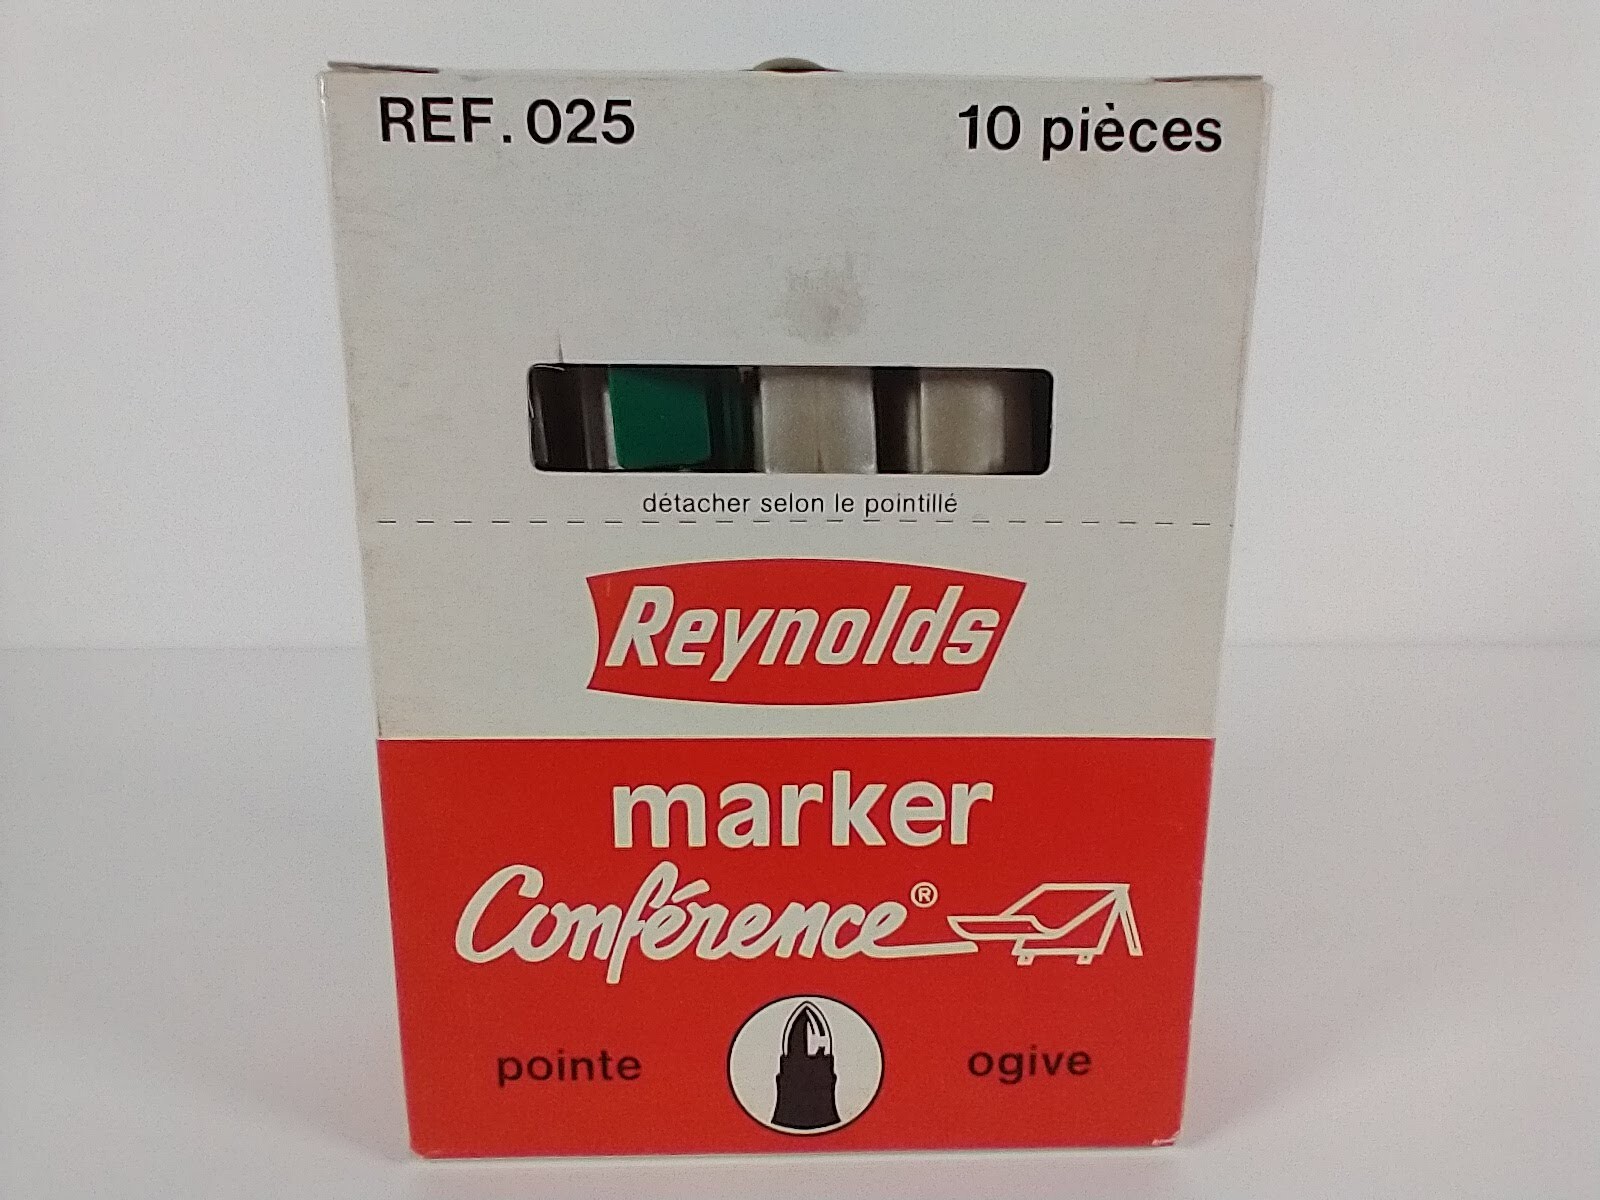 REF. 025 10 pièces
détacher selon le pointillé
Reynolds
marker
Conférence®
pointe ogive